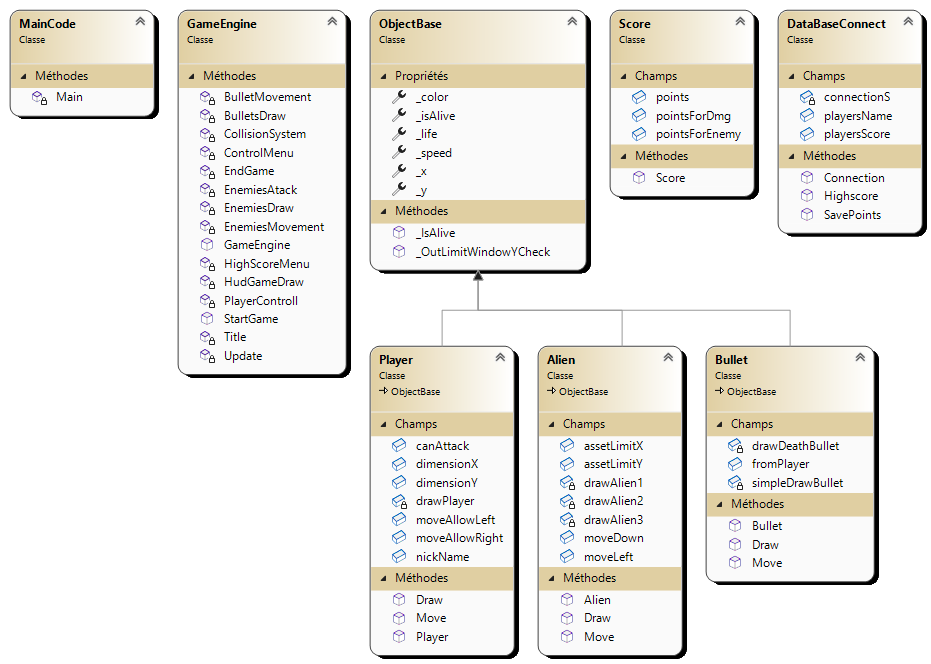 MainCode
Classe
Méthodes
Main
GameEngine
Classe
Méthodes
BulletMovement
BulletsDraw
CollisionSystem
ControlMenu
EndGame
EnemiesAtack
EnemiesDraw
EnemiesMovement
GameEngine
HighScoreMenu
HudGameDraw
PlayerControll
StartGame
Title
Update
ObjectBase
Classe
Propriétés
_color
_isAlive
_life
_speed
_x
_y
Méthodes
_IsAlive
_OutLimitWindowYCheck
Score
Classe
Champs
points
pointsForDmg
pointsForEnemy
Méthodes
Score
DataBaseConnect
Classe
Champs
connectionS
playersName
playersScore
Méthodes
Connection
Highscore
SavePoints
Player
Classe
ObjectBase
Champs
canAttack
dimensionX
dimensionY
drawPlayer
moveAllowLeft
moveAllowRight
nickName
Méthodes
Draw
Move
Player
Alien
Classe
ObjectBase
Champs
assetLimitX
assetLimitY
drawAlien1
drawAlien2
drawAlien3
moveDown
moveLeft
Méthodes
Alien
Draw
Move
Bullet
Classe
ObjectBase
Champs
drawDeathBullet
fromPlayer
simpleDrawBullet
Méthodes
Bullet
Draw
Move